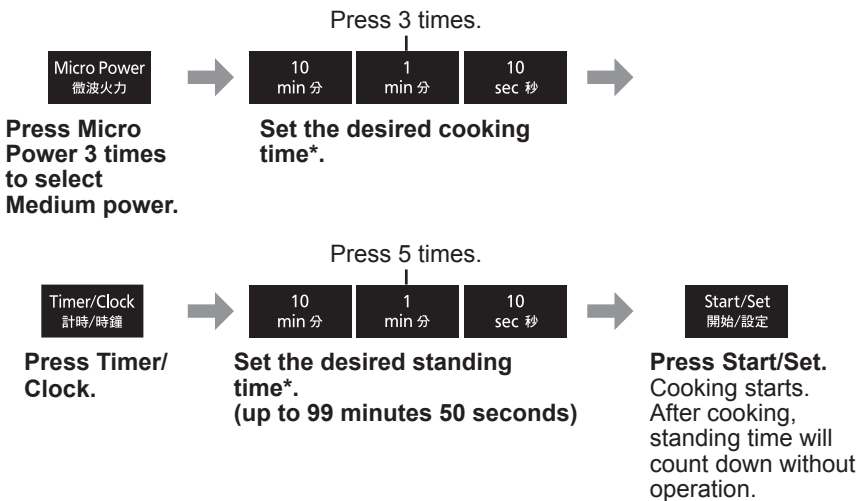 Press 3 times.
Micro Power
微波火力
10
min 分
1
min 分
10
sec 秒
Press Micro
Power 3 times
to select
Medium power.
Set the desired cooking
time*.
Press 5 times.
Timer/Clock
計時/時鐘
10
min 分
1
min 分
10
sec 秒
Start/Set
開始/設定
Press Timer/
Clock.
Set the desired standing
time*.
(up to 99 minutes 50 seconds)
Press Start/Set.
Cooking starts.
After cooking,
standing time will
count down without
operation.